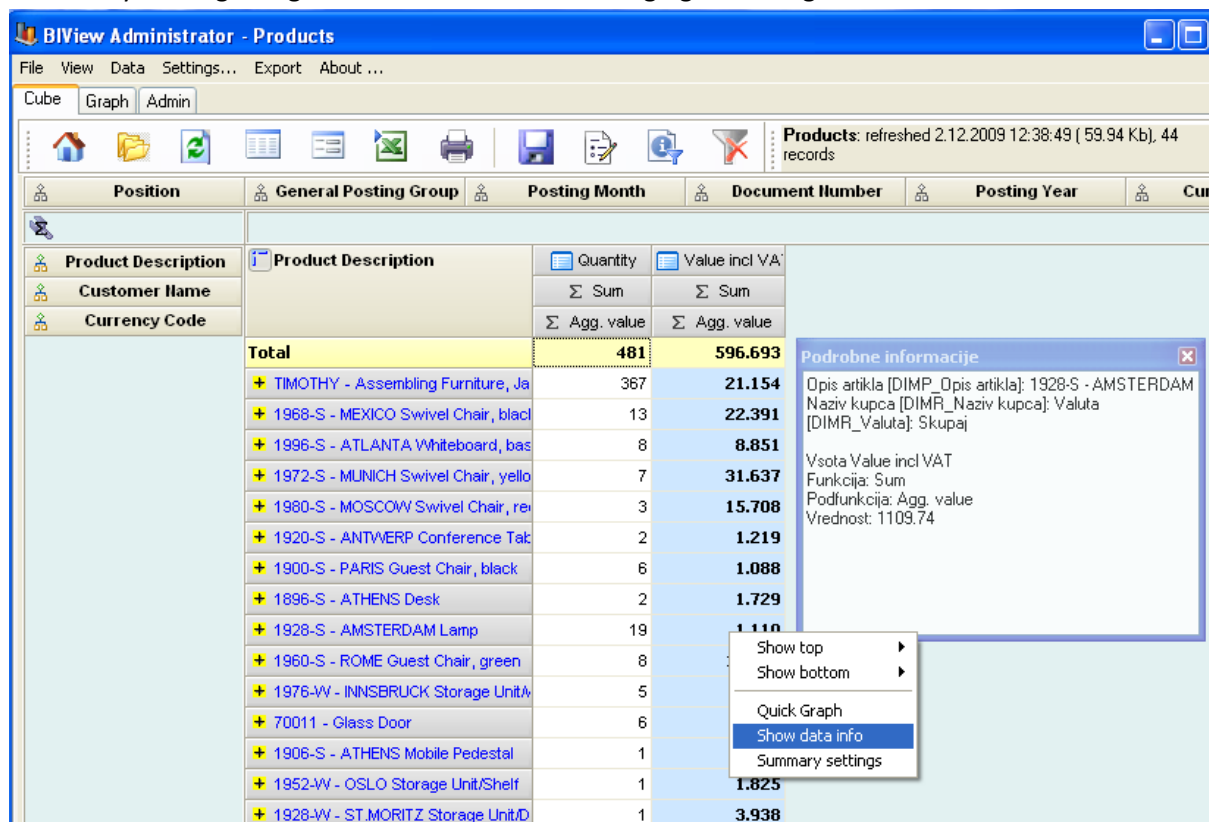 BIView Administrator - Products
File View Data Settings... Export About ...
Cube Graph Admin
Products: refreshed 2.12.2009 12:38:49 ( 59.94 Kb), 44
records
Position General Posting Group Posting Month Document Number Posting Year Cur
Product Description Product Description Quantity Value incl VA
Customer Name Σ Sum Σ Sum
Currency Code Σ Agg. value Σ Agg. value
Total 481 596.693
+ TIMOTHY - Assembling Furniture, Ja 367 21.154
+ 1968-S - MEXICO Swivel Chair, blacl 13 22.391
+ 1996-S - ATLANTA Whiteboard, bas 8 8.851
+ 1972-S - MUNICH Swivel Chair, yello 7 31.637
+ 1980-S - MOSCOW Swivel Chair, re 3 15.708
+ 1920-S - ANTWERP Conference Tak 2 1.219
+ 1900-S - PARIS Guest Chair, black 6 1.088
+ 1896-S - ATHENS Desk 2 1.729
+ 1928-S - AMSTERDAM Lamp 19 1.110
+ 1960-S - ROME Guest Chair, green 8
+ 1976-W - INNSBRUCK Storage Unit/ 5
+ 70011 - Glass Door 6
+ 1906-S - ATHENS Mobile Pedestal 1
+ 1952-W - OSLO Storage Unit/Shelf 1 1.825
+ 1928-W - ST.MORITZ Storage Unit/D 1 3.938
Podrobne informacije
Opis artikla [DIMP_Opis artikla]: 1928-S - AMSTERDAM
Naziv kupca [DIMR_Naziv kupca]: Valuta
[DIMR_Valuta]: Skupaj
Vsota Value incl VAT
Funkcija: Sum
Podfunkcija: Agg. value
Vrednost: 1109.74
Show top
Show bottom
Quick Graph
Show data info
Summary settings